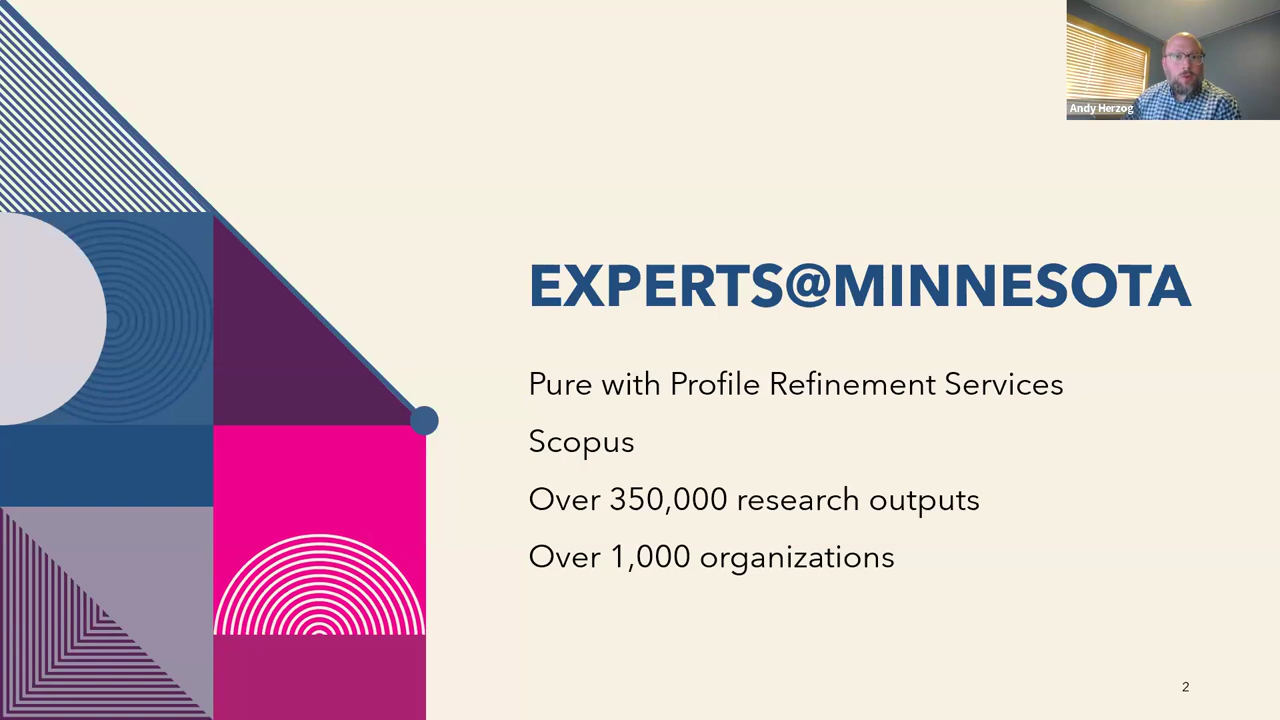 Andy Herzog
EXPERTS@MINNESOTA
Pure with Profile Refinement Services
Scopus
Over 350,000 research outputs
Over 1,000 organizations
2